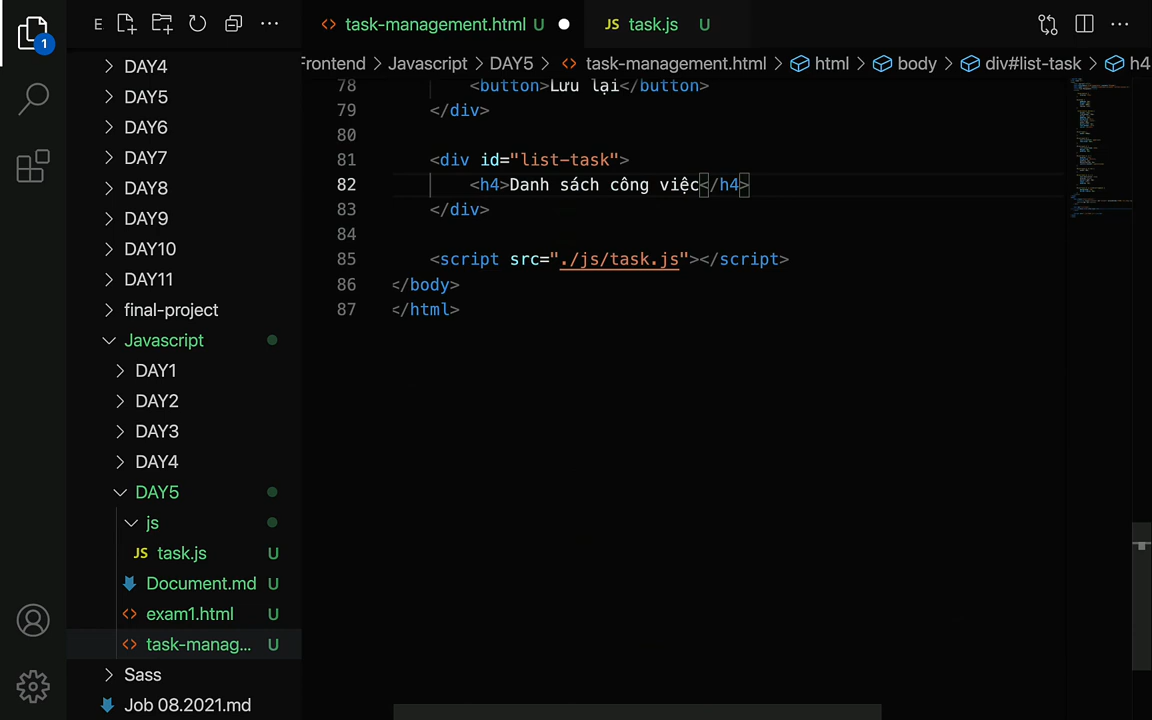 E
task-management.html U
JS task.js U
1
Frontend > Javascript > DAY5 > task-management.html > html > body > div#list-task > h4
DAY4
DAY5
DAY6
DAY7
DAY8
DAY9
DAY10
DAY11
final-project
Javascript
DAY1
DAY2
DAY3
DAY4
DAY5
js
JS task.js U
Document.md U
exam1.html U
task-manag... U
Sass
Job 08.2021.md
78 <button>Lưu lại</button>
79 </div>
80
81 <div id="list-task">
82 <h4>Danh sách công việc</h4>
83 </div>
84
85 <script src="./js/task.js"></script>
86 </body>
87 </html>